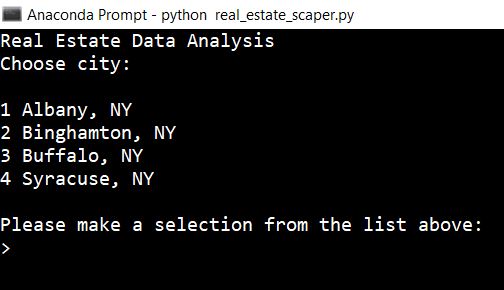 Anaconda Prompt - python  real_estate_scaper.py
Real Estate Data Analysis
Choose city:
1 Albany, NY
2 Binghamton, NY
3 Buffalo, NY
4 Syracuse, NY
Please make a selection from the list above:
>